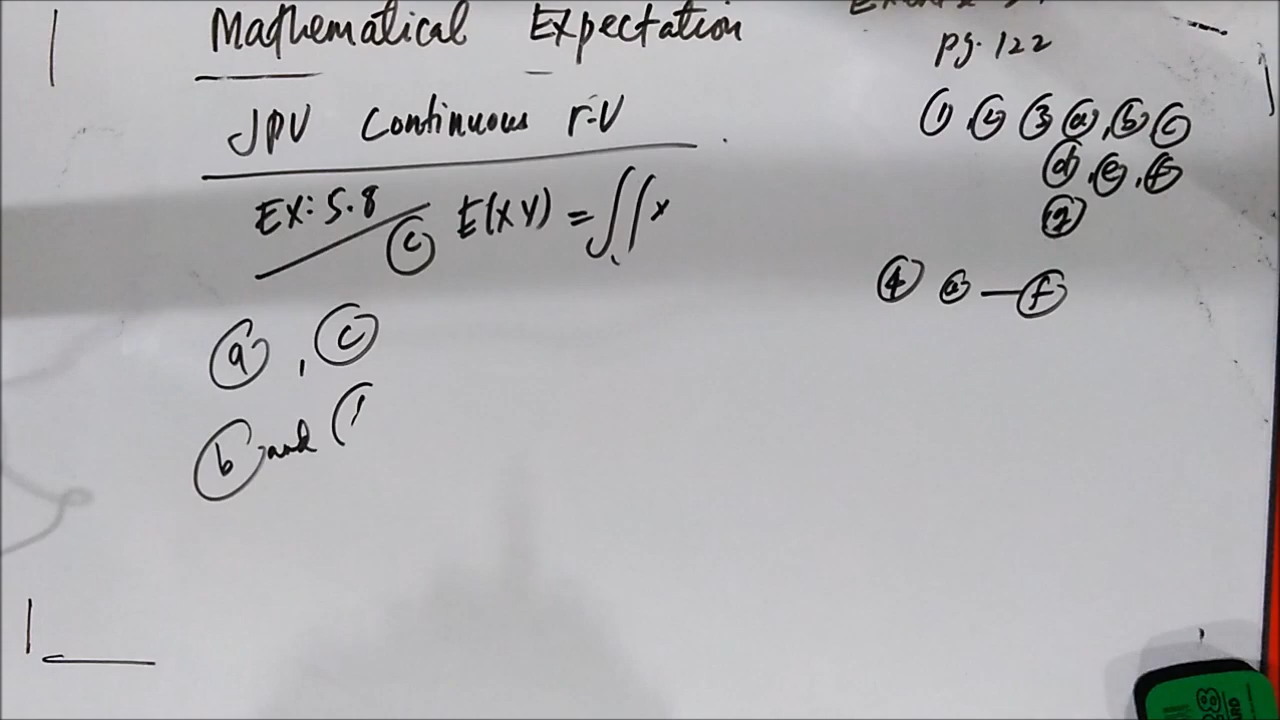 Mathematical Expectation
pg. 122
JPV Continuous r.v
① ② ③ ⓐ, ⓑ ⓒ
ⓓ, ⓔ, ⓕ
ⓖ
EX: 5.8
ⓒ E(XY) = ∫∫x
④ ⓐ — ⓕ
ⓐ, ⓒ
ⓑ and (